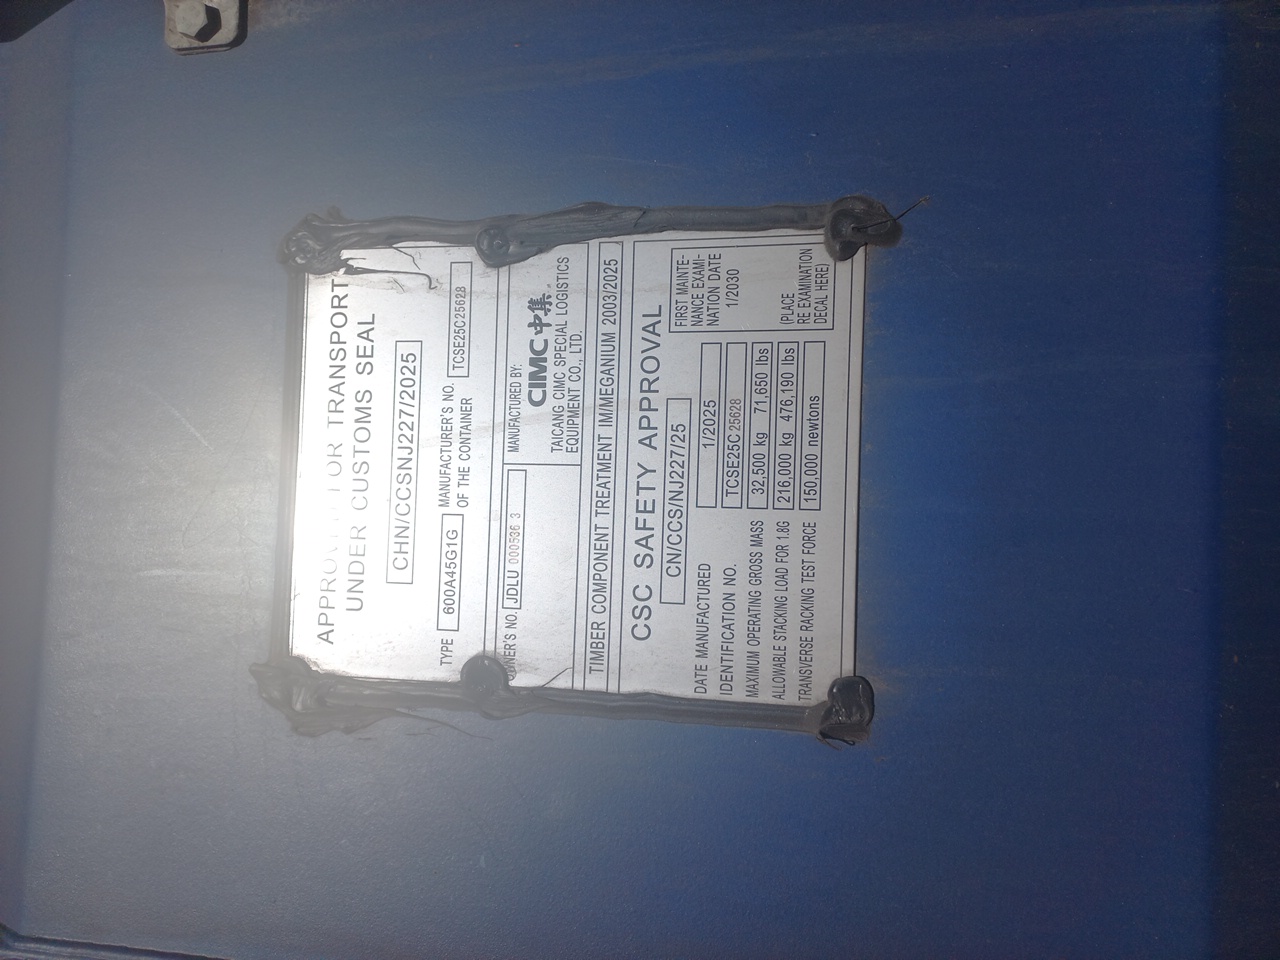 APPROVED FOR TRANSPORT
UNDER CUSTOMS SEAL
CHN/CCSNJ227/2025
TYPE 600A45G1G MANUFACTURER'S NO. OF THE CONTAINER TCSE25C25628
OWNER'S NO. JDLU 000536 3
MANUFACTURED BY:
CIMC中集
TAICANG CIMC SPECIAL LOGISTICS
EQUIPMENT CO., LTD.
TIMBER COMPONENT TREATMENT IM/MEGANIUM 2003/2025
CSC SAFETY APPROVAL
CN/CCS/NJ227/25
DATE MANUFACTURED 1/2025
IDENTIFICATION NO. TCSE25C25628
MAXIMUM OPERATING GROSS MASS 32,500 kg 71,650 lbs
ALLOWABLE STACKING LOAD FOR 1.8G 216,000 kg 476,190 lbs
TRANSVERSE RACKING TEST FORCE 150,000 newtons
FIRST MAINTE-
NANCE EXAMI-
NATION DATE
1/2030
(PLACE
RE EXAMINATION
DECAL HERE)